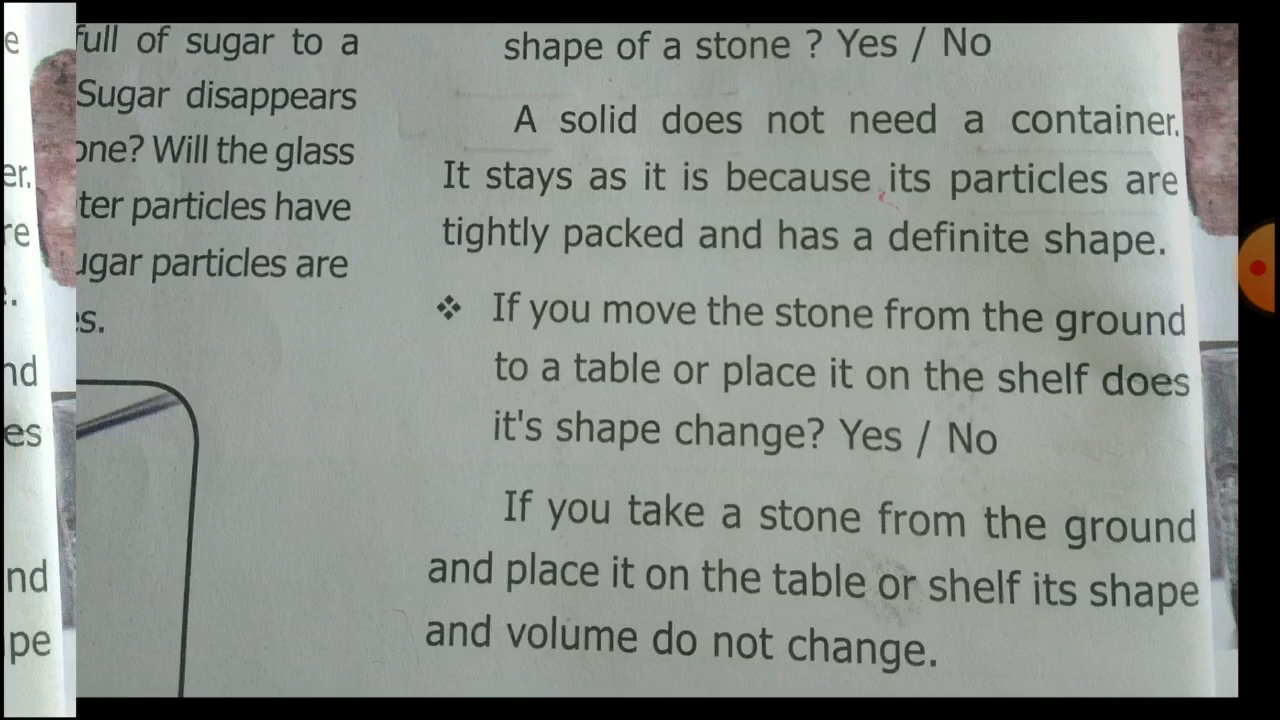 full of sugar to a
Sugar disappears
one? Will the glass
ter particles have
ugar particles are
s.
shape of a stone ? Yes / No
A solid does not need a container.
It stays as it is because its particles are
tightly packed and has a definite shape.
❖ If you move the stone from the ground
to a table or place it on the shelf does
it's shape change? Yes / No
If you take a stone from the ground
and place it on the table or shelf its shape
and volume do not change.